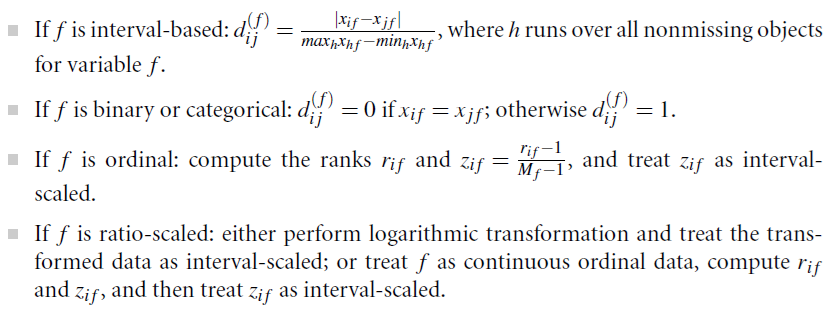 ▪ If f is interval-based: d_{ij}^{(f)} = \frac{|x_{if}-x_{jf}|}{max_h x_{hf}-min_h x_{hf}}, where h runs over all nonmissing objects
for variable f.
▪ If f is binary or categorical: d_{ij}^{(f)} = 0 if x_{if} = x_{jf}; otherwise d_{ij}^{(f)} = 1.
▪ If f is ordinal: compute the ranks r_{if} and z_{if} = \frac{r_{if}-1}{M_f-1}, and treat z_{if} as interval-
scaled.
▪ If f is ratio-scaled: either perform logarithmic transformation and treat the trans-
formed data as interval-scaled; or treat f as continuous ordinal data, compute r_{if}
and z_{if}, and then treat z_{if} as interval-scaled.